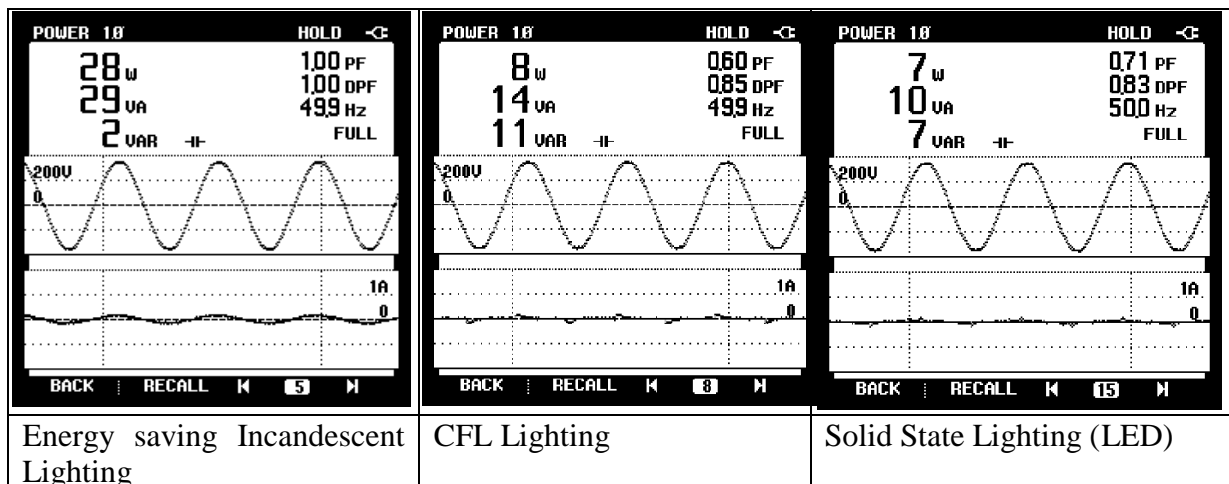 POWER 1Ø HOLD
28 W 1,00 PF
29 VA 1,00 DPF
49,9 Hz
2 VAR FULL
200V
0
1A
0
BACK RECALL 5
Energy saving Incandescent
Lighting
POWER 1Ø HOLD
8 W 0,60 PF
0,85 DPF
14 VA 49,9 Hz
11 VAR FULL
200V
0
1A
0
BACK RECALL 8
CFL Lighting
POWER 1Ø HOLD
7 W 0,71 PF
0,83 DPF
10 VA 50,0 Hz
7 VAR FULL
200V
0
1A
0
BACK RECALL 15
Solid State Lighting (LED)